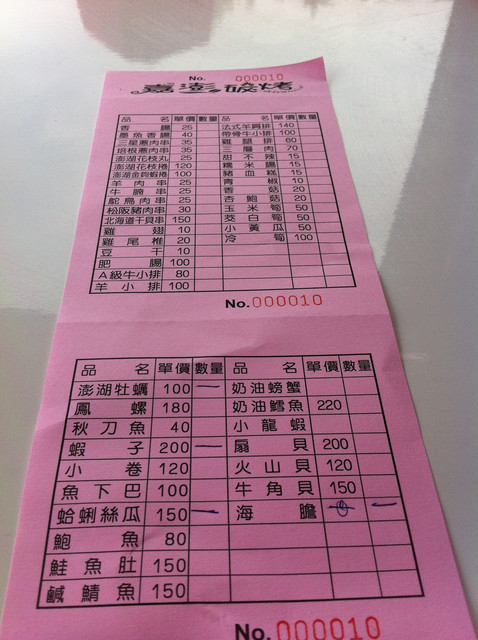 No. 000010
嘉澎碳烤
品名 單價 數量 品名 單價 數量
香腸 25 法式羊肩排 140
墨魚香腸 40 帶骨牛小排 100
三星蔥肉串 35 雞腿排 60
培根蔥肉串 35 三層肉 70
澎湖花枝丸 25 甜不辣 15
澎湖花枝捲 120 糯米腸 15
澎湖金鉤蝦捲 100 豬血糕 15
羊肉串 25 青椒 10
牛腩串 25 香菇 20
鴕鳥肉串 25 杏鮑菇 20
松阪豬肉串 30 玉米筍 50
北海道干貝串 150 茭白筍 50
雞翅 10 小黃瓜 50
雞尾椎 20 冷筍 100
豆干 10
肥腸 100
A級牛小排 80
羊小排 100
No. 000010
品名 單價 數量 品名 單價 數量
澎湖牡蠣 100 一 奶油螃蟹
鳳螺 180 奶油鱈魚 220
秋刀魚 40 小龍蝦
蝦子 200 一 扇貝 200
小卷 120 火山貝 120
魚下巴 100 牛角貝 150
蛤蜊絲瓜 150 一 海膽 一
鮑魚 80
鮭魚肚 150
鹹鯖魚 150
No. 000010